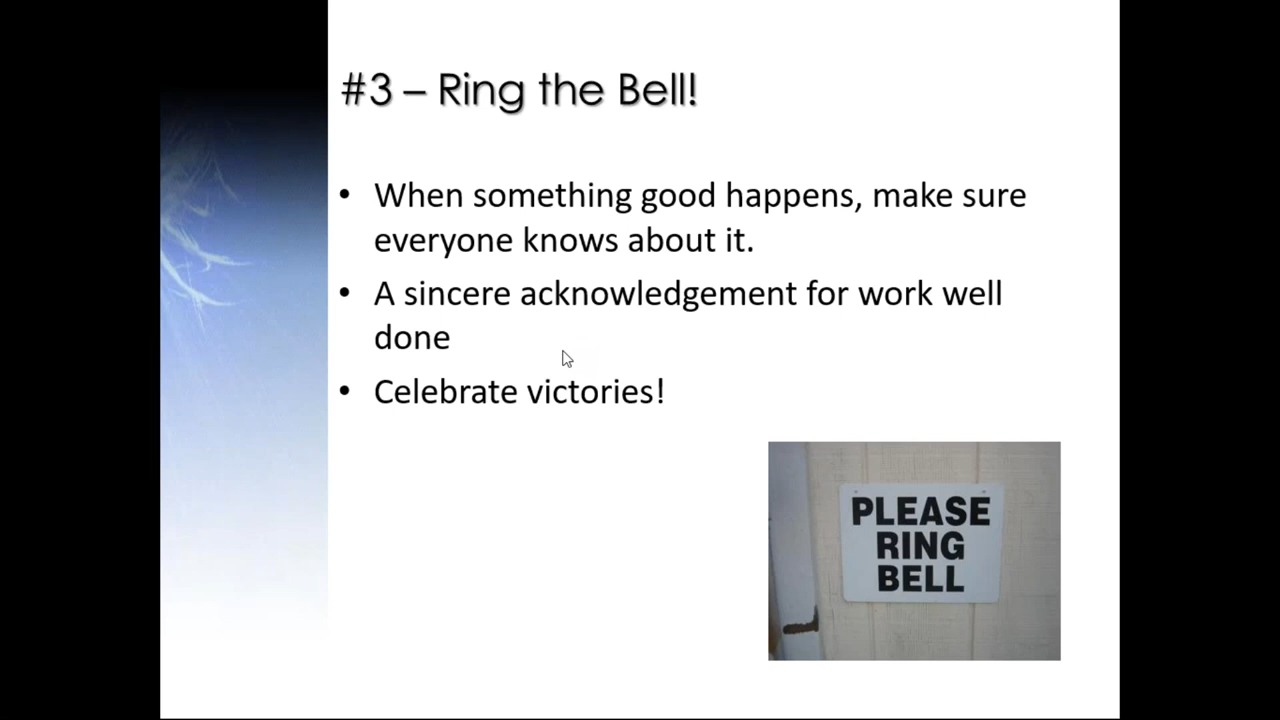 #3 – Ring the Bell!
• When something good happens, make sure
everyone knows about it.
• A sincere acknowledgement for work well
done
• Celebrate victories!
PLEASE
RING
BELL